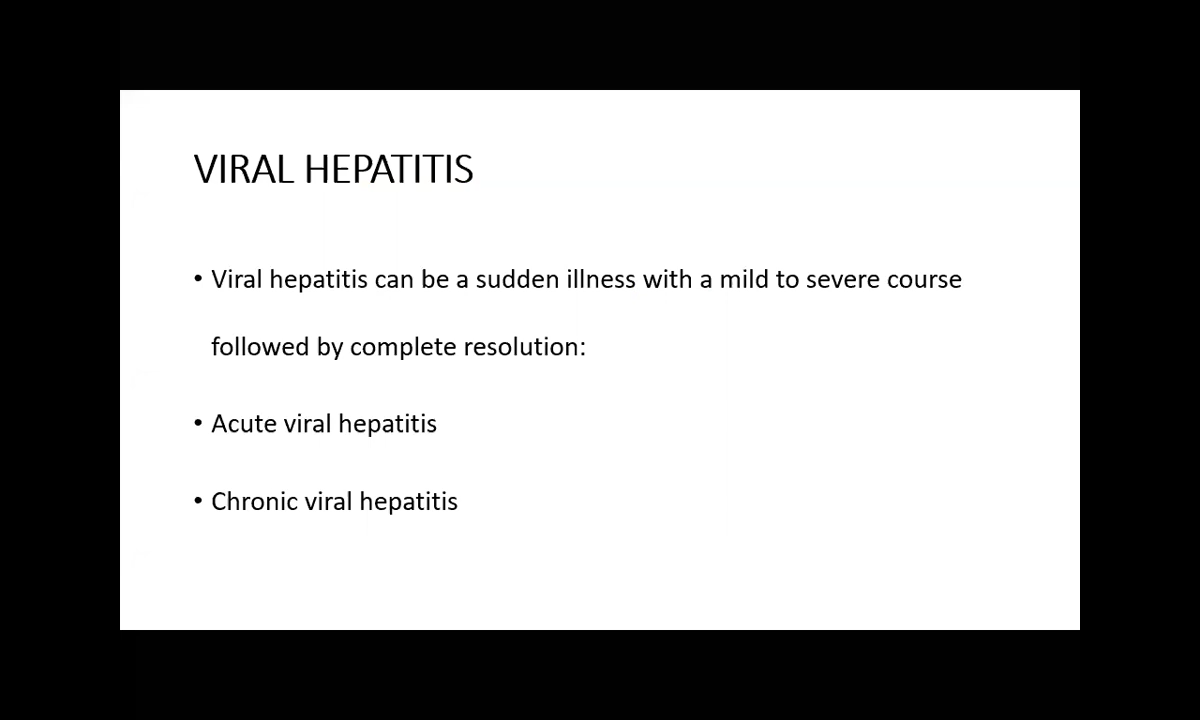 VIRAL HEPATITIS
• Viral hepatitis can be a sudden illness with a mild to severe course
followed by complete resolution:
• Acute viral hepatitis
• Chronic viral hepatitis